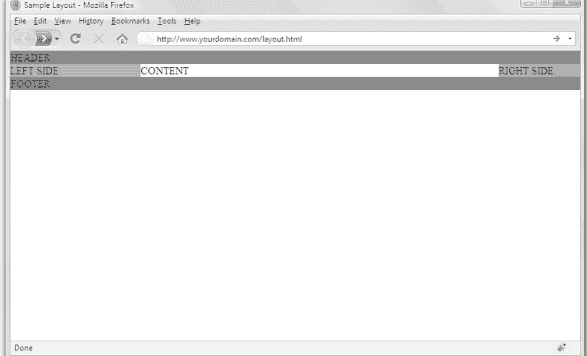 Sample Layout - Mozilla Firefox
File Edit View History Bookmarks Tools Help
http://www.yourdomain.com/layout.html
HEADER
LEFT SIDE CONTENT RIGHT SIDE
FOOTER
Done